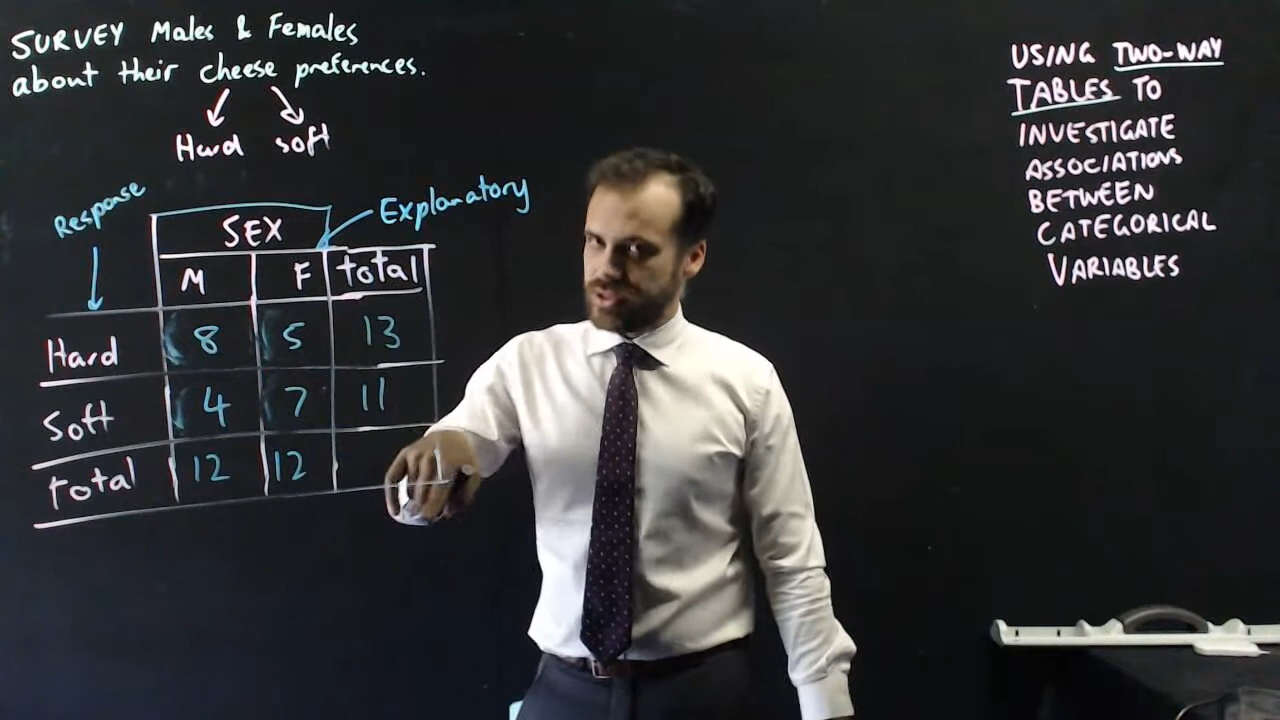 SURVEY Males & Females
about their cheese preferences.
Hard soft
Response
Explanatory
SEX
M F total
Hard 8 5 13
Soft 4 7 11
total 12 12
USING TWO-WAY
TABLES TO
INVESTIGATE
ASSOCIATIONS
BETWEEN
CATEGORICAL
VARIABLES